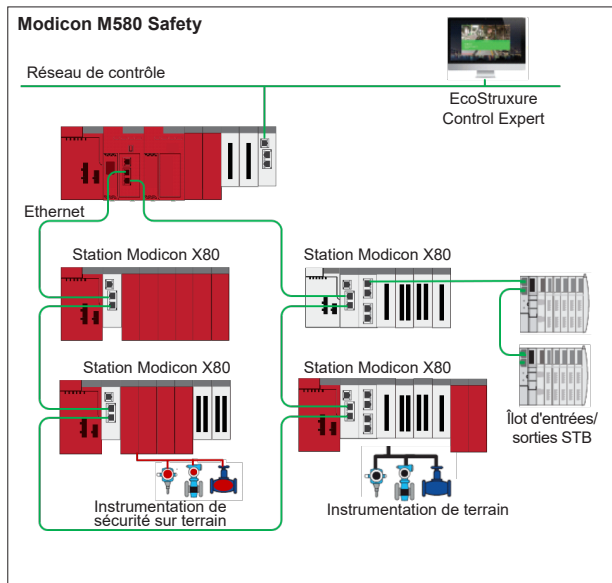 Modicon M580 Safety
Réseau de contrôle
EcoStruxure
Control Expert
Ethernet
Station Modicon X80
Station Modicon X80
Station Modicon X80
Station Modicon X80
Îlot d'entrées/
sorties STB
Instrumentation de
sécurité sur terrain
Instrumentation de terrain